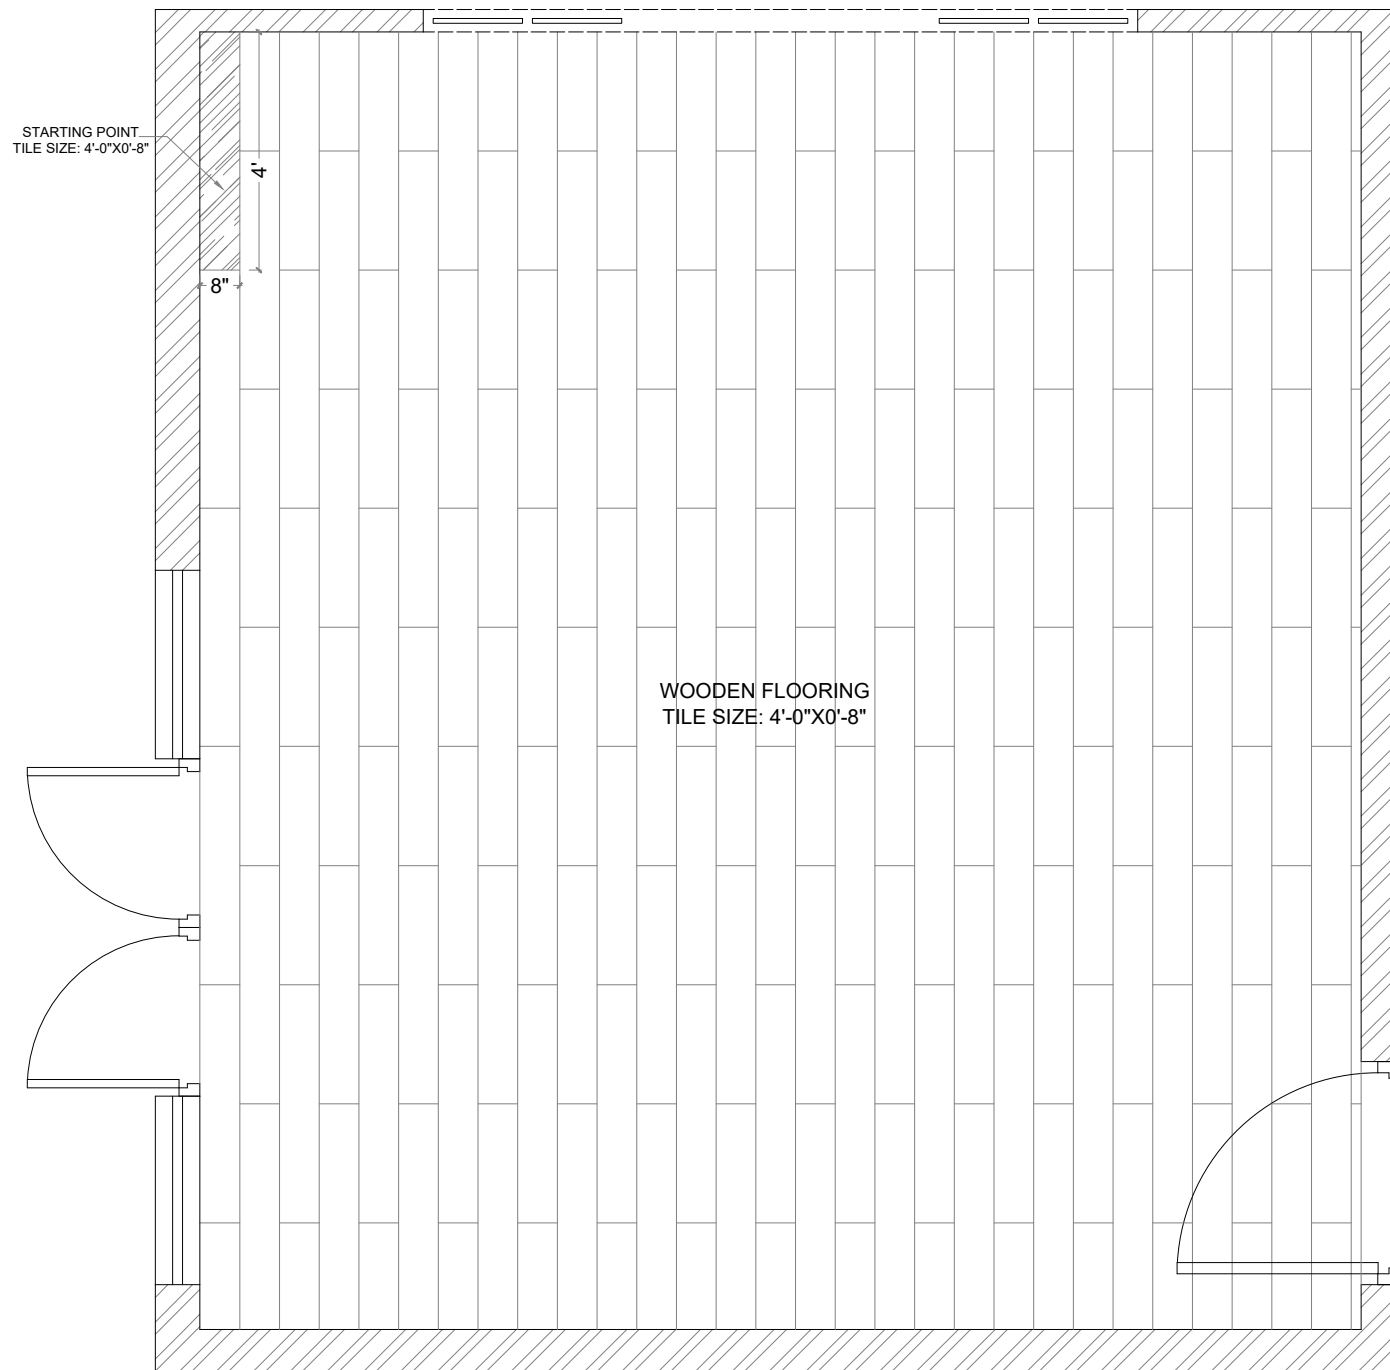 STARTING POINT
TILE SIZE: 4'-0"X0'-8"
4'
8"
WOODEN FLOORING
TILE SIZE: 4'-0"X0'-8"